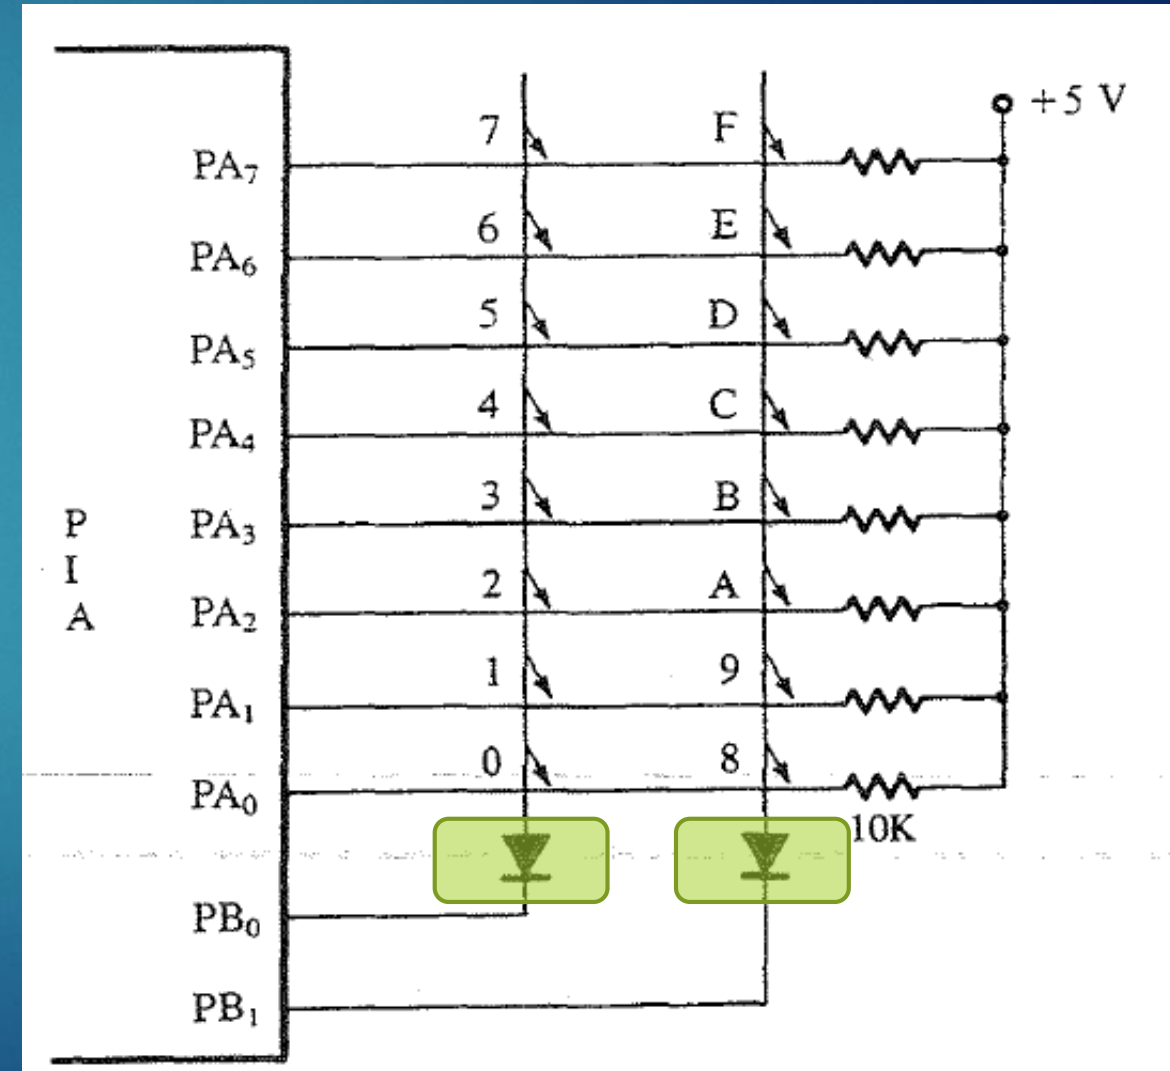 +5 V
7 F
PA₇
6 E
PA₆
5 D
PA₅
4 C
PA₄
3 B
P
PA₃
I
2 A
A
PA₂
1 9
PA₁
0 8
PA₀
10K
PB₀
PB₁